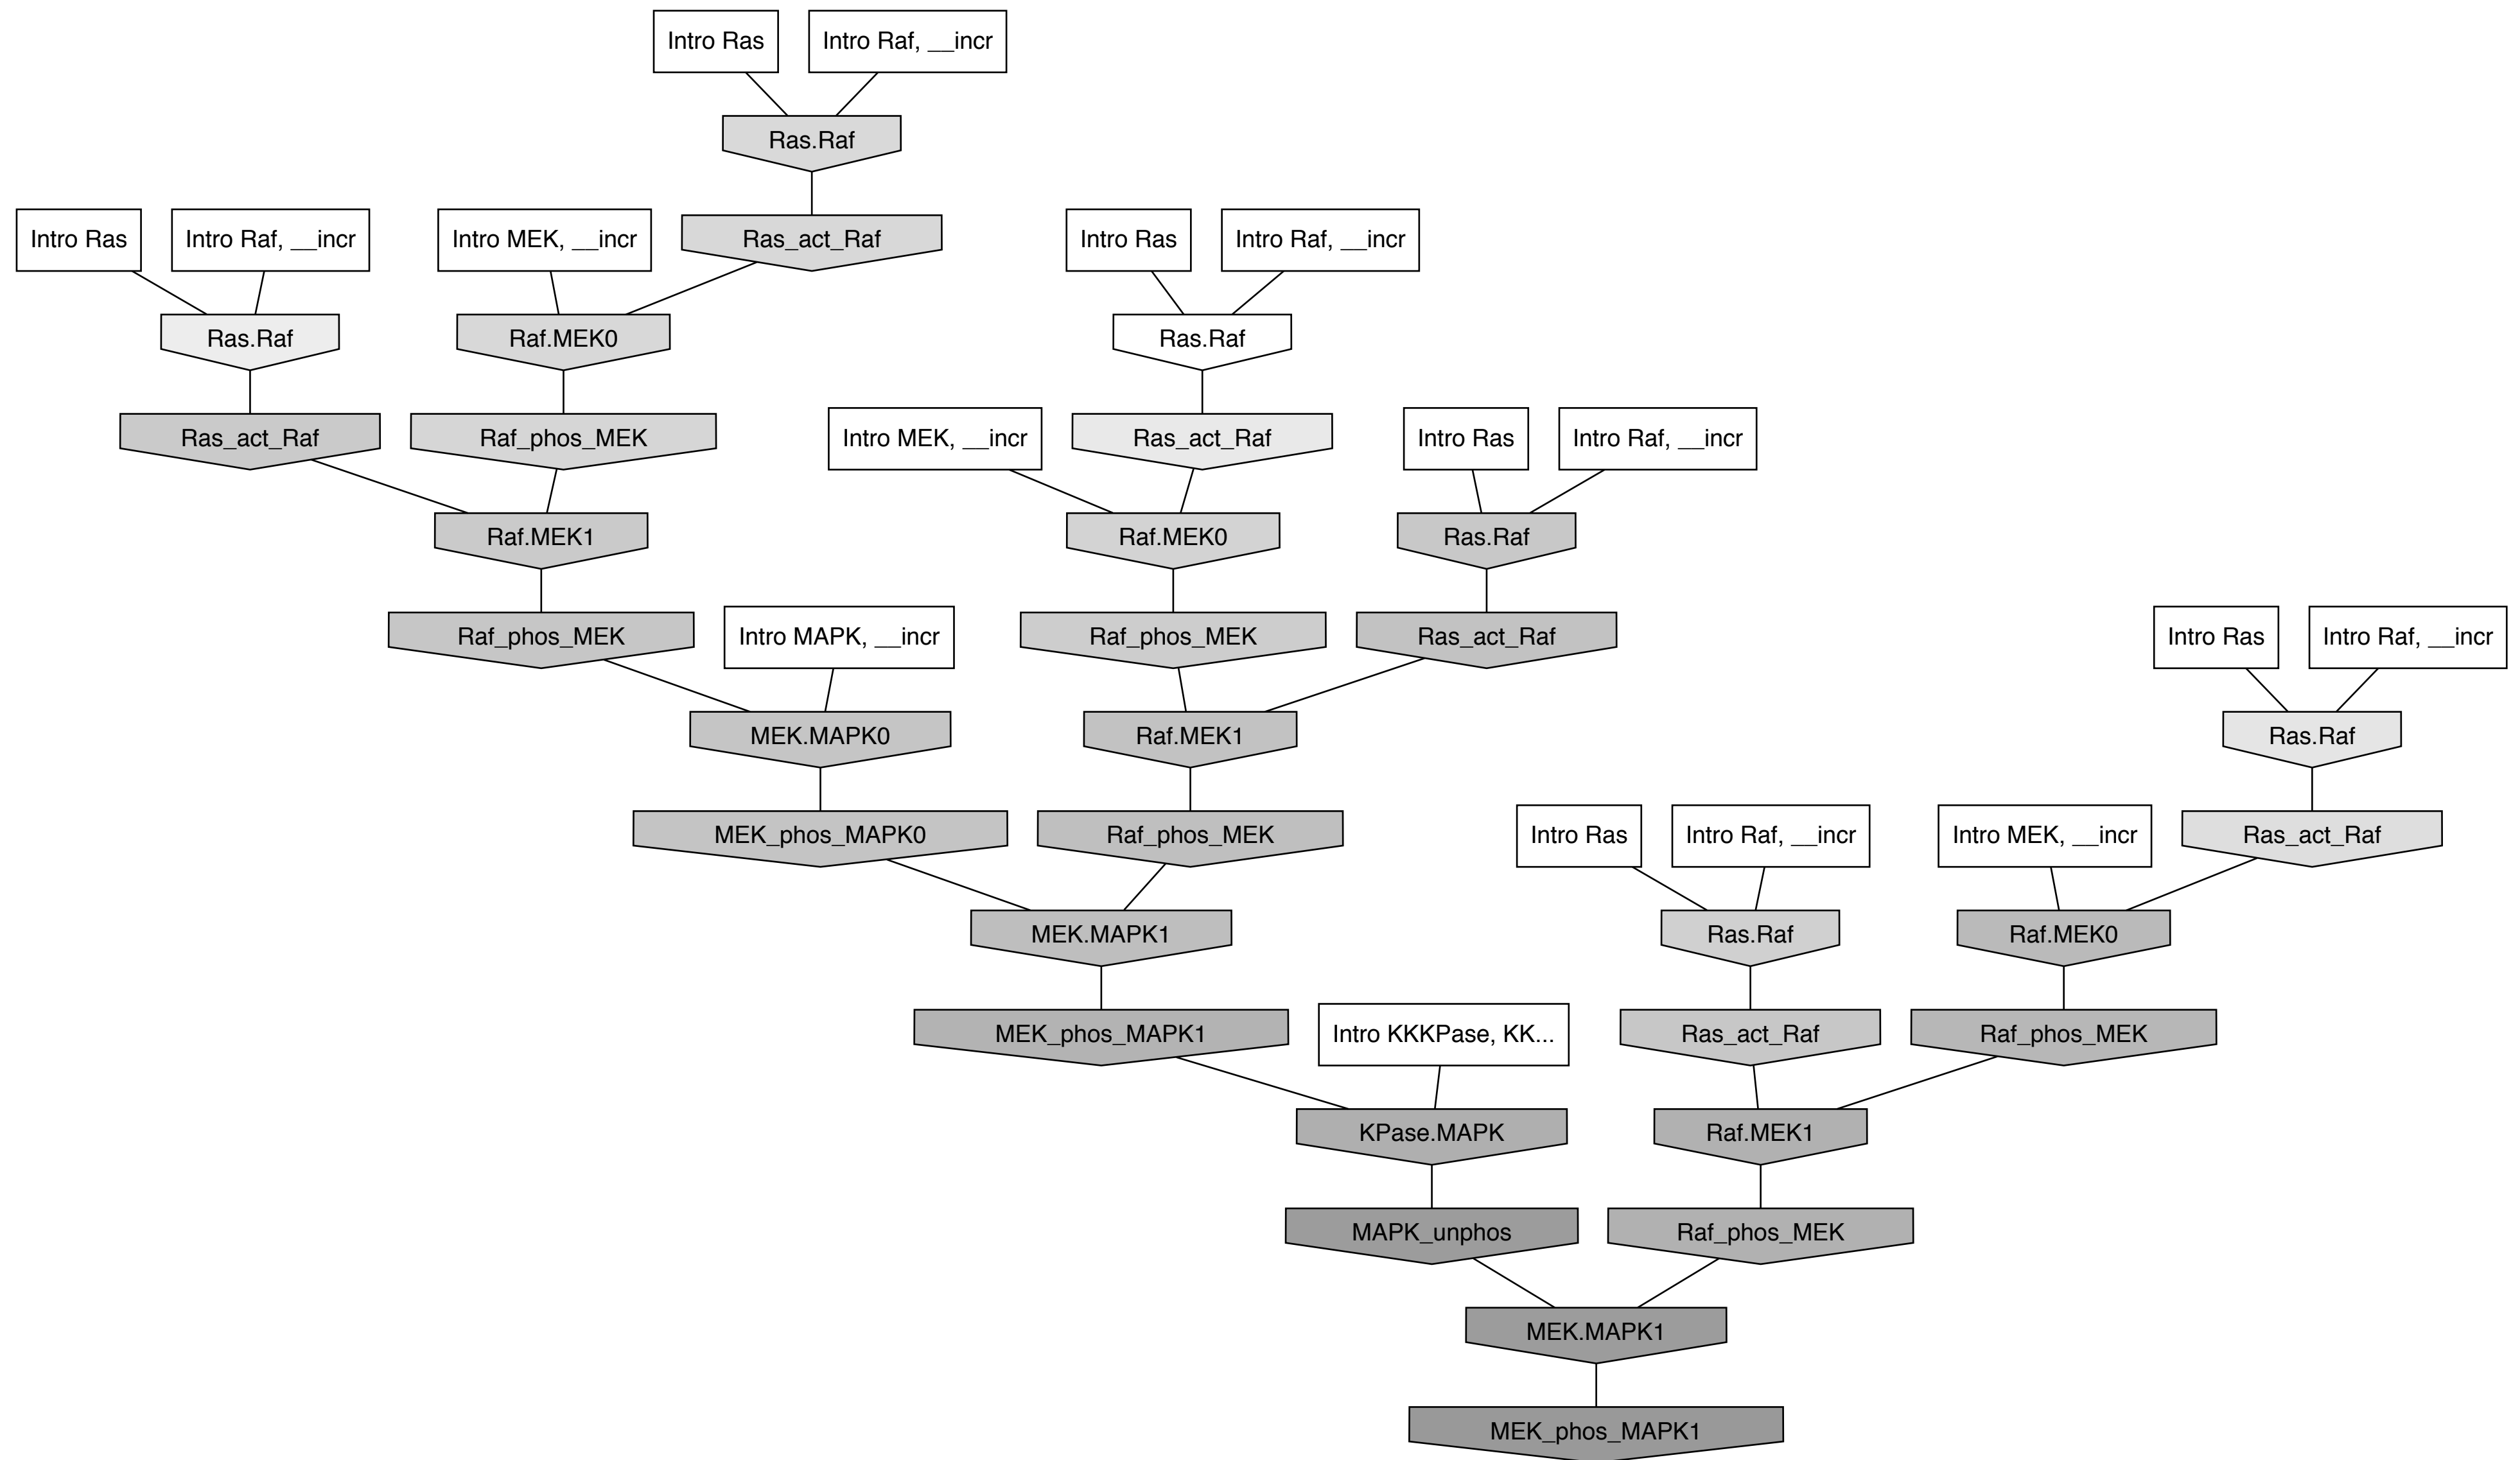 Intro Ras
Intro Raf, __incr
Ras.Raf
Intro Ras
Intro Raf, __incr
Intro MEK, __incr
Ras_act_Raf
Intro Ras
Intro Raf, __incr
Ras.Raf
Raf.MEK0
Ras.Raf
Ras_act_Raf
Raf_phos_MEK
Intro MEK, __incr
Ras_act_Raf
Intro Ras
Intro Raf, __incr
Raf.MEK1
Raf.MEK0
Ras.Raf
Raf_phos_MEK
Intro MAPK, __incr
Raf_phos_MEK
Ras_act_Raf
Intro Ras
Intro Raf, __incr
MEK.MAPK0
Raf.MEK1
Ras.Raf
MEK_phos_MAPK0
Raf_phos_MEK
Intro Ras
Intro Raf, __incr
Intro MEK, __incr
Ras_act_Raf
MEK.MAPK1
Ras.Raf
Raf.MEK0
MEK_phos_MAPK1
Intro KKKPase, KK...
Ras_act_Raf
Raf_phos_MEK
KPase.MAPK
Raf.MEK1
MAPK_unphos
Raf_phos_MEK
MEK.MAPK1
MEK_phos_MAPK1